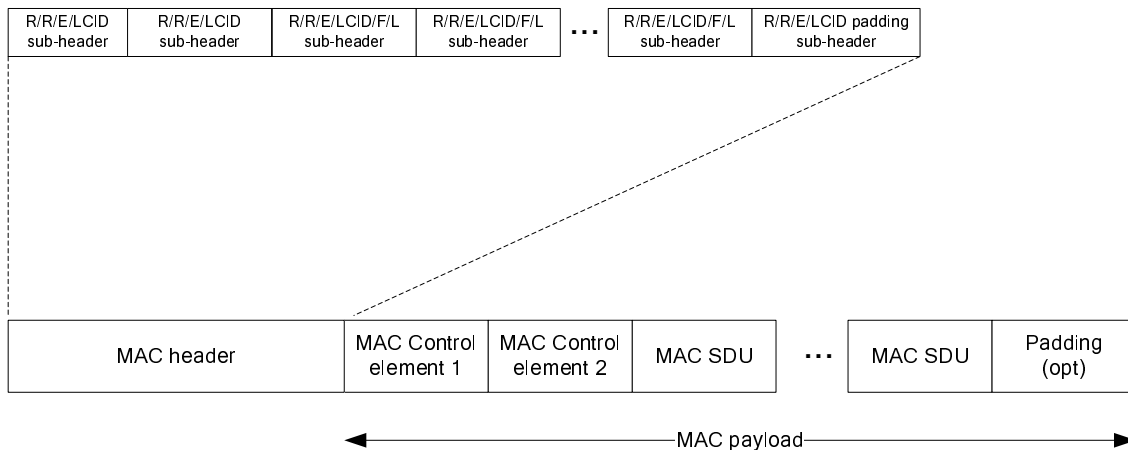 R/R/E/LCID
sub-header
R/R/E/LCID
sub-header
R/R/E/LCID/F/L
sub-header
R/R/E/LCID/F/L
sub-header
...
R/R/E/LCID/F/L
sub-header
R/R/E/LCID padding
sub-header
MAC header
MAC Control
element 1
MAC Control
element 2
MAC SDU
...
MAC SDU
Padding
(opt)
MAC payload